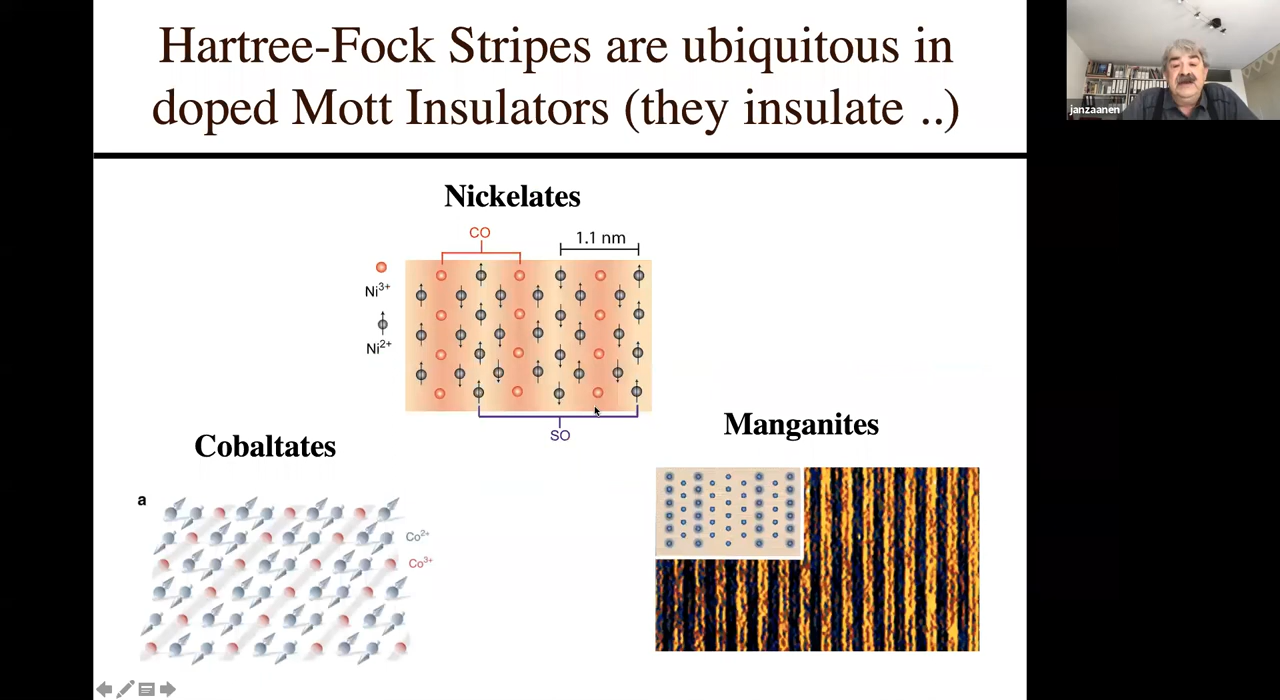 Hartree-Fock Stripes are ubiquitous in
doped Mott Insulators (they insulate ..)
janzaanen
Nickelates
CO
1.1 nm
Ni³⁺
Ni²⁺
SO
Manganites
Cobaltates
a
Co²⁺
Co³⁺